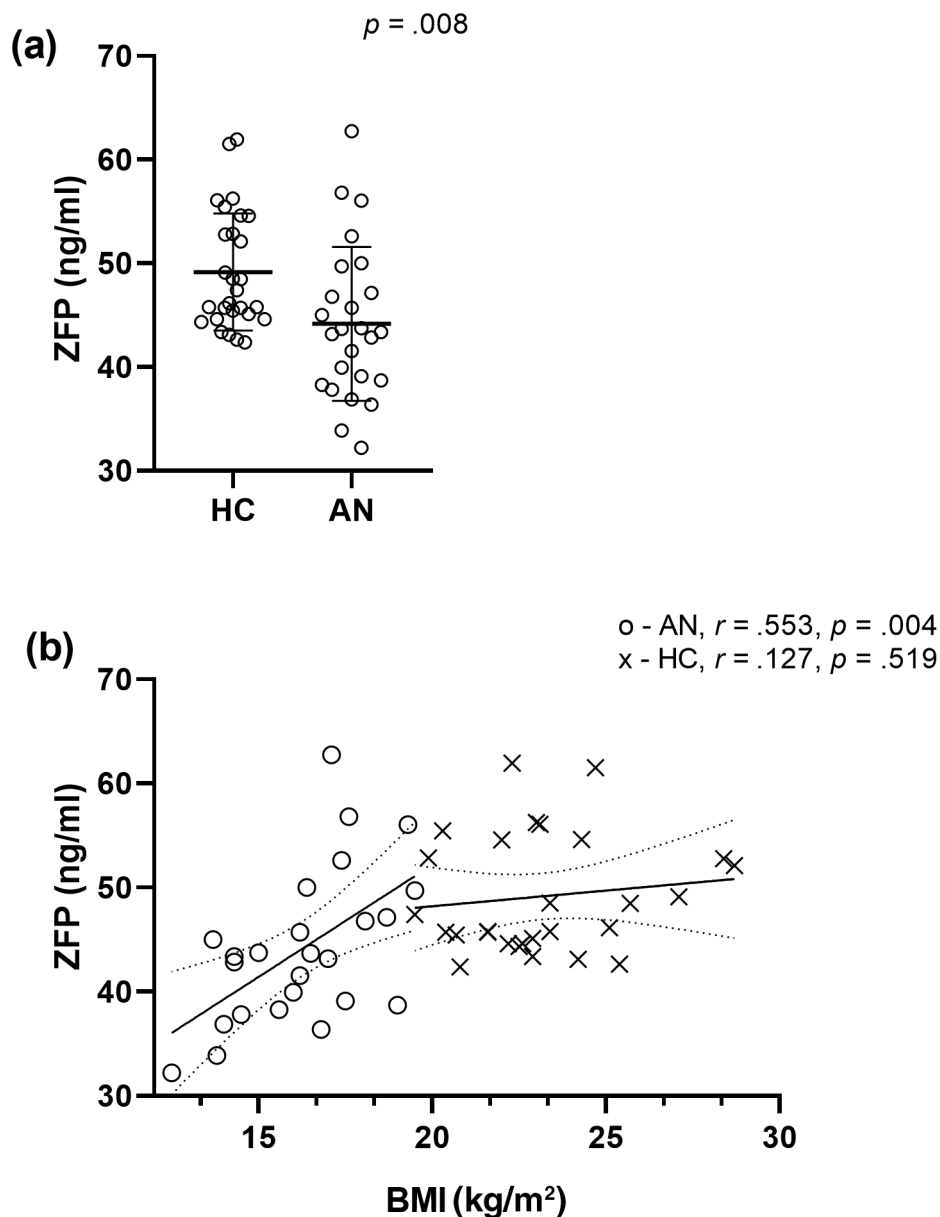 (a)
p = .008
70
60
50
40
30
ZFP (ng/ml)
HC AN
(b)
o - AN, r = .553, p = .004
x - HC, r = .127, p = .519
70
60
50
40
30
ZFP (ng/ml)
15 20 25 30
BMI (kg/m²)